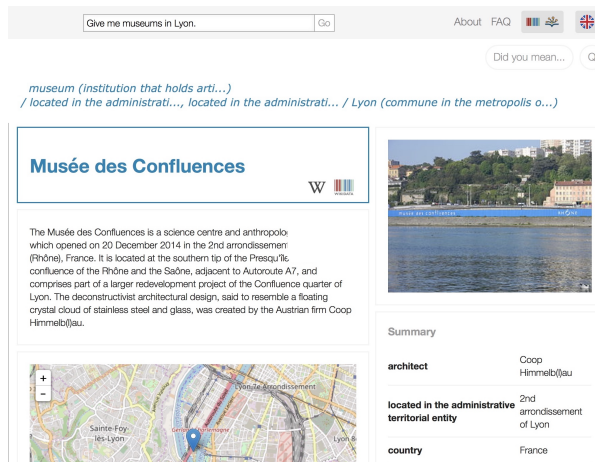 Give me museums in Lyon.
Go
About FAQ
Did you mean...
Q
museum (institution that holds arti...)
/ located in the administrati..., located in the administrati... / Lyon (commune in the metropolis o...)
Musée des Confluences
W
WIKIDATA
musée des confluences
RHÔNE
The Musée des Confluences is a science centre and anthropolo
which opened on 20 December 2014 in the 2nd arrondissement
(Rhône), France. It is located at the southern tip of the Presqu'île
confluence of the Rhône and the Saône, adjacent to Autoroute A7, and
comprises part of a larger redevelopment project of the Confluence quarter of
Lyon. The deconstructivist architectural design, said to resemble a floating
crystal cloud of stainless steel and glass, was created by the Austrian firm Coop
Himmelb(l)au.
Summary
architect
Coop
Himmelb(l)au
located in the administrative
territorial entity
2nd
arrondissement
of Lyon
country
France
+
−
Lyon 7e Arrondissement
Sainte-Foy-
lès-Lyon
Lyon 8